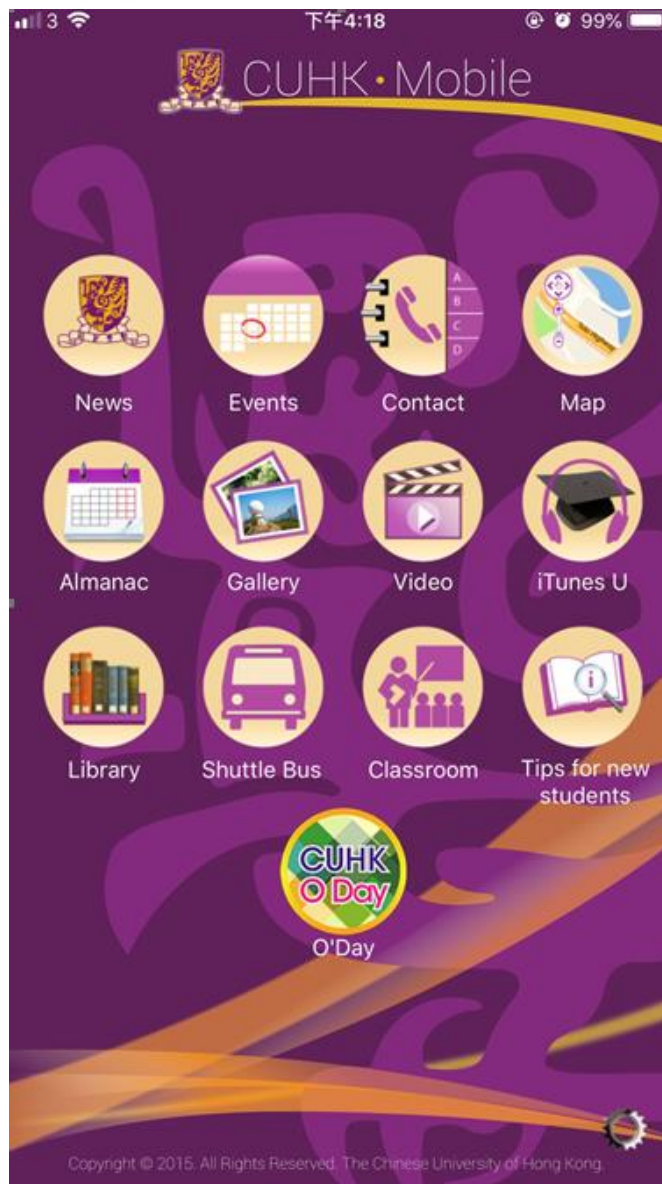 3 下午4:18 99%
CUHK·Mobile
A
B
C
D
News Events Contact Map
Almanac Gallery Video iTunes U
Library Shuttle Bus Classroom Tips for new
students
CUHK
O Day
O'Day
Copyright © 2015. All Rights Reserved. The Chinese University of Hong Kong.